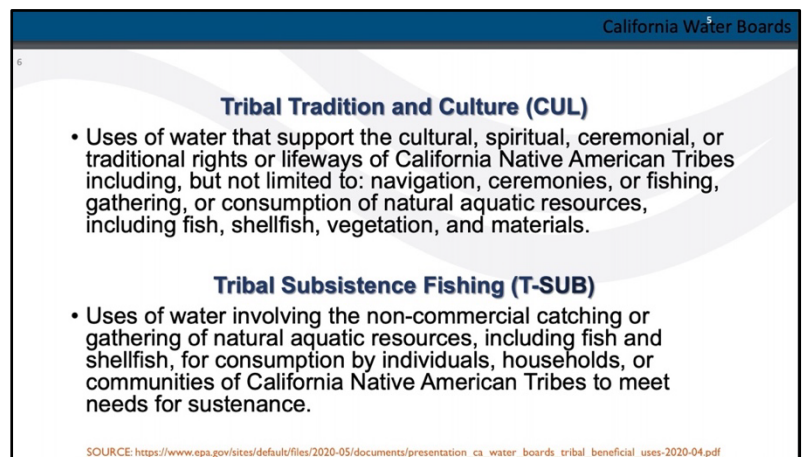 5
California Water Boards
6
Tribal Tradition and Culture (CUL)
• Uses of water that support the cultural, spiritual, ceremonial, or
traditional rights or lifeways of California Native American Tribes
including, but not limited to: navigation, ceremonies, or fishing,
gathering, or consumption of natural aquatic resources,
including fish, shellfish, vegetation, and materials.
Tribal Subsistence Fishing (T-SUB)
• Uses of water involving the non-commercial catching or
gathering of natural aquatic resources, including fish and
shellfish, for consumption by individuals, households, or
communities of California Native American Tribes to meet
needs for sustenance.
SOURCE: https://www.epa.gov/sites/default/files/2020-05/documents/presentation_ca_water_boards_tribal_beneficial_uses-2020-04.pdf